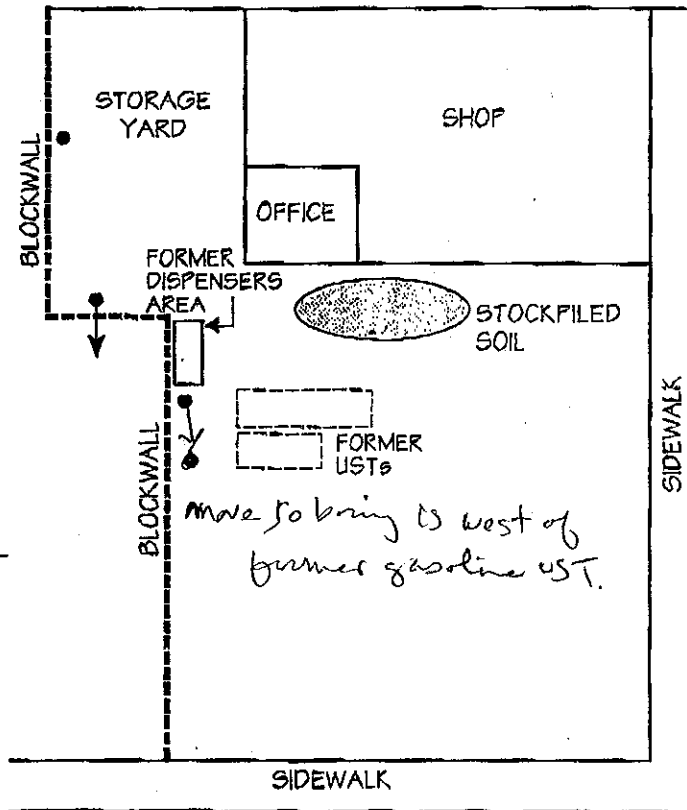 STORAGE
YARD
SHOP
BLOCKWALL
OFFICE
FORMER
DISPENSERS
AREA
STOCKPILED
SOIL
SIDEWALK
BLOCKWALL
FORMER
USTs
move so boring is west of
former gasoline UST.
SIDEWALK